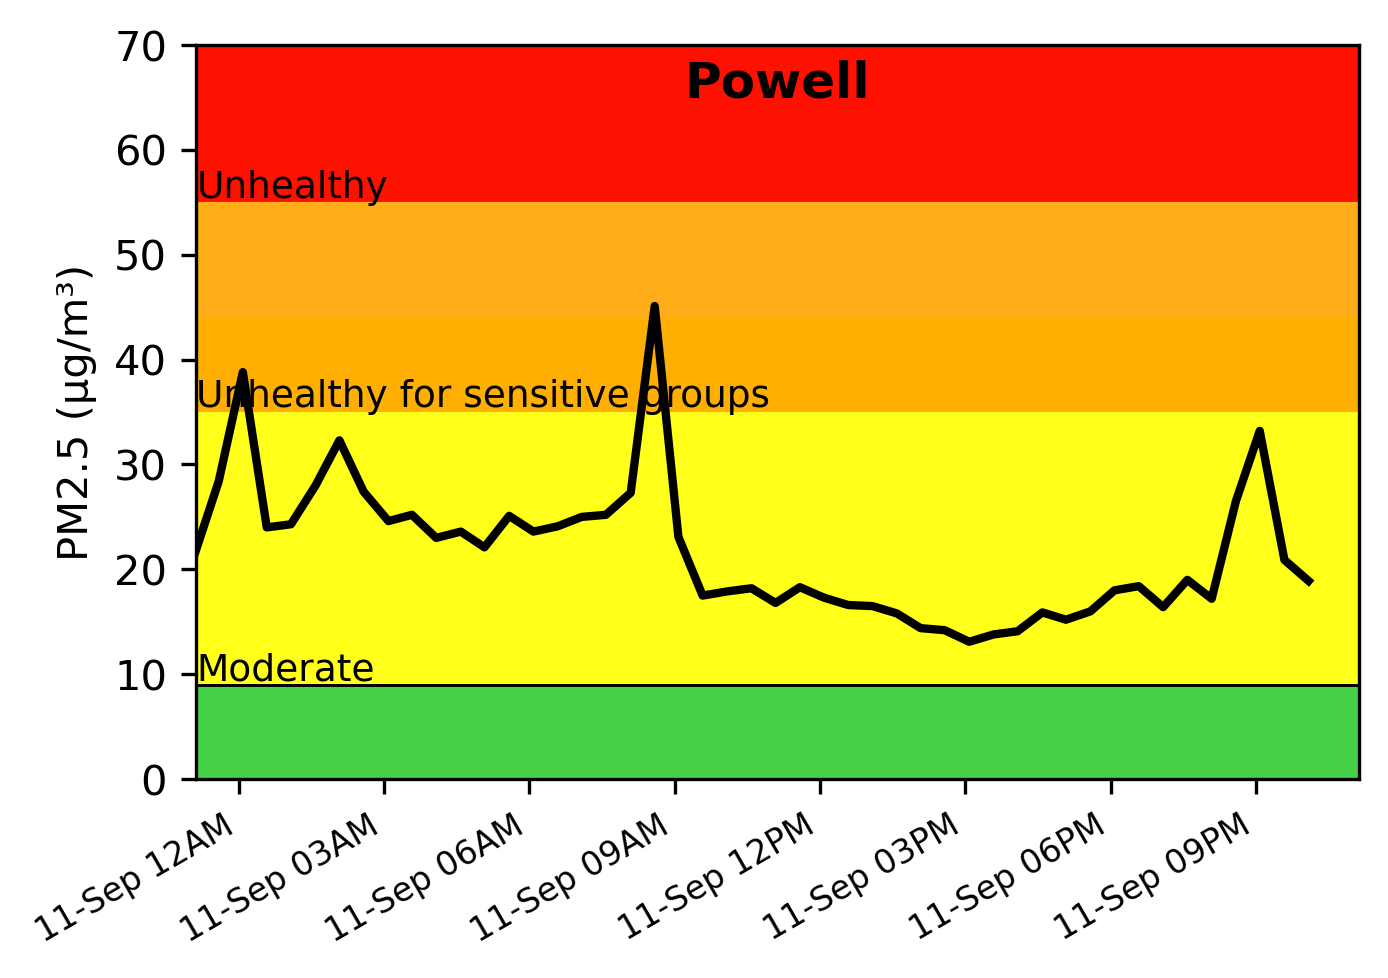 Powell
70
60
50
40
30
20
10
0
PM2.5 (µg/m³)
Unhealthy
Unhealthy for sensitive groups
Moderate
11-Sep 12AM
11-Sep 03AM
11-Sep 06AM
11-Sep 09AM
11-Sep 12PM
11-Sep 03PM
11-Sep 06PM
11-Sep 09PM